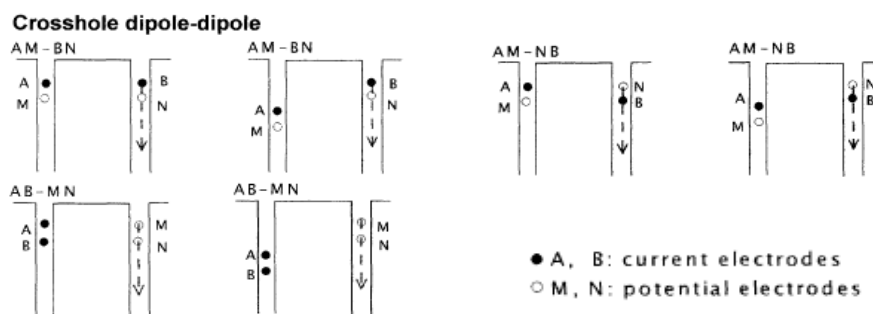 Crosshole dipole-dipole
AM-BN
AM-BN
AM-NB
AM-NB
A
B
M
N
A
B
M
N
A
N
M
B
A
N
M
B
AB-MN
AB-MN
A
M
B
N
A
M
B
N
● A, B: current electrodes
○ M, N: potential electrodes